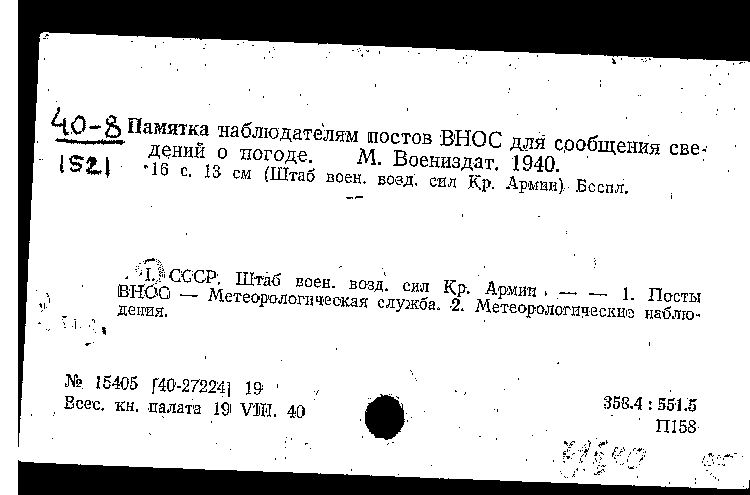 40-8
1521
Памятка наблюдателям постов ВНОС для сообщения све-
дений о погоде. М. Воениздат. 1940.
16 с. 13 см (Штаб воен. возд. сил Кр. Армии) Беспл.
I. СССР. Штаб воен. возд. сил Кр. Армии. — — 1. Посты
ВНОС — Метеорологическая служба. 2. Метеорологические наблю-
дения.
№ 15405 [40-27224] 19
Всес. кн. палата 19 VIII. 40
358.4 : 551.5
П158